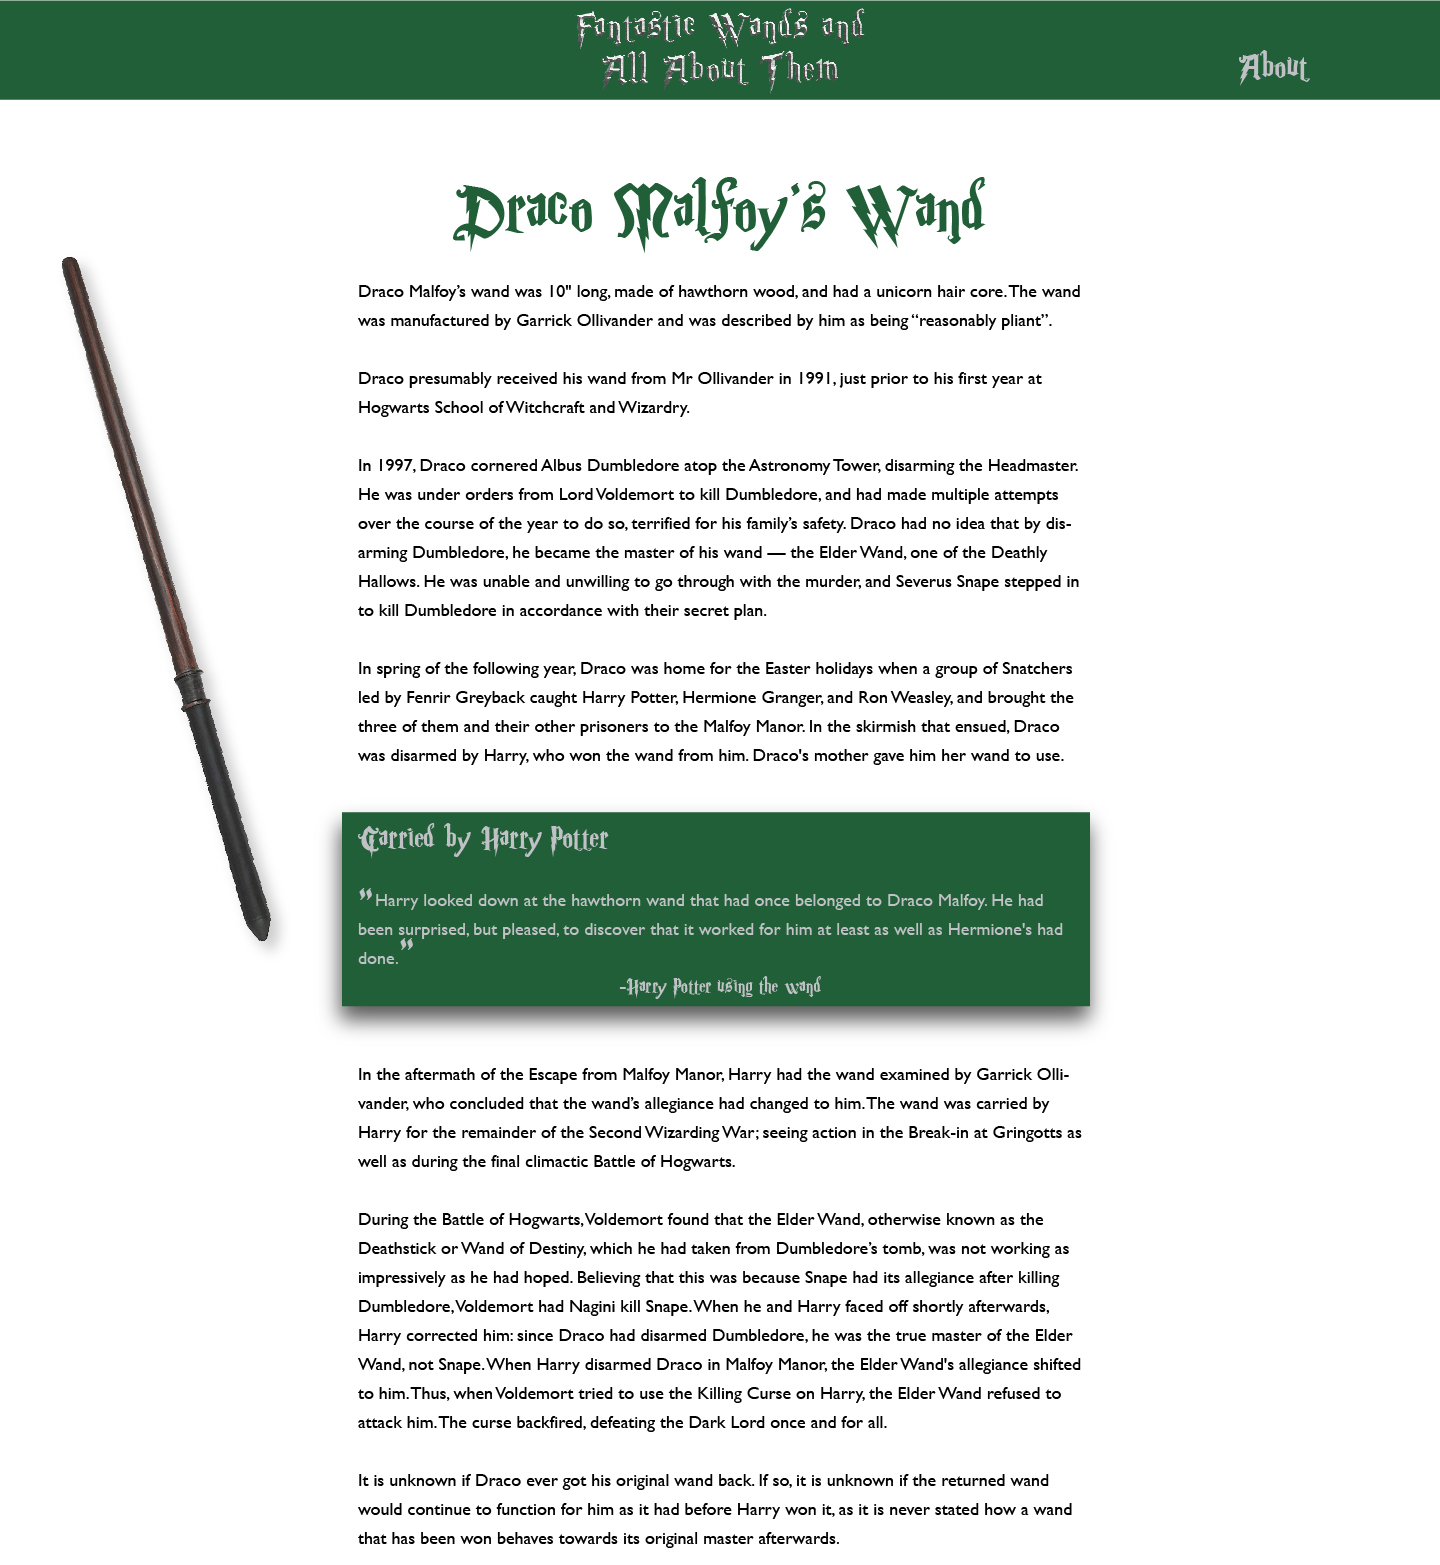 Fantastic Wands and
All About Them
About
Draco Malfoy’s Wand
Draco Malfoy’s wand was 10" long, made of hawthorn wood, and had a unicorn hair core. The wand
was manufactured by Garrick Ollivander and was described by him as being “reasonably pliant”.
Draco presumably received his wand from Mr Ollivander in 1991, just prior to his first year at
Hogwarts School of Witchcraft and Wizardry.
In 1997, Draco cornered Albus Dumbledore atop the Astronomy Tower, disarming the Headmaster.
He was under orders from Lord Voldemort to kill Dumbledore, and had made multiple attempts
over the course of the year to do so, terrified for his family’s safety. Draco had no idea that by dis-
arming Dumbledore, he became the master of his wand — the Elder Wand, one of the Deathly
Hallows. He was unable and unwilling to go through with the murder, and Severus Snape stepped in
to kill Dumbledore in accordance with their secret plan.
In spring of the following year, Draco was home for the Easter holidays when a group of Snatchers
led by Fenrir Greyback caught Harry Potter, Hermione Granger, and Ron Weasley, and brought the
three of them and their other prisoners to the Malfoy Manor. In the skirmish that ensued, Draco
was disarmed by Harry, who won the wand from him. Draco's mother gave him her wand to use.
Carried by Harry Potter
”Harry looked down at the hawthorn wand that had once belonged to Draco Malfoy. He had
been surprised, but pleased, to discover that it worked for him at least as well as Hermione's had
done.”
-Harry Potter using the wand
In the aftermath of the Escape from Malfoy Manor, Harry had the wand examined by Garrick Olli-
vander, who concluded that the wand’s allegiance had changed to him. The wand was carried by
Harry for the remainder of the Second Wizarding War; seeing action in the Break-in at Gringotts as
well as during the final climactic Battle of Hogwarts.
During the Battle of Hogwarts, Voldemort found that the Elder Wand, otherwise known as the
Deathstick or Wand of Destiny, which he had taken from Dumbledore’s tomb, was not working as
impressively as he had hoped. Believing that this was because Snape had its allegiance after killing
Dumbledore, Voldemort had Nagini kill Snape. When he and Harry faced off shortly afterwards,
Harry corrected him: since Draco had disarmed Dumbledore, he was the true master of the Elder
Wand, not Snape. When Harry disarmed Draco in Malfoy Manor, the Elder Wand's allegiance shifted
to him. Thus, when Voldemort tried to use the Killing Curse on Harry, the Elder Wand refused to
attack him. The curse backfired, defeating the Dark Lord once and for all.
It is unknown if Draco ever got his original wand back. If so, it is unknown if the returned wand
would continue to function for him as it had before Harry won it, as it is never stated how a wand
that has been won behaves towards its original master afterwards.